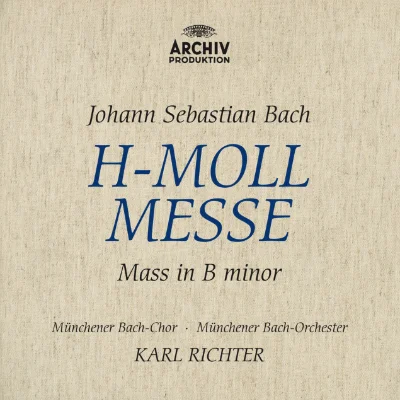 ARCHIV
PRODUKTION
Johann Sebastian Bach
H-MOLL
MESSE
Mass in B minor
Münchener Bach-Chor · Münchener Bach-Orchester
KARL RICHTER